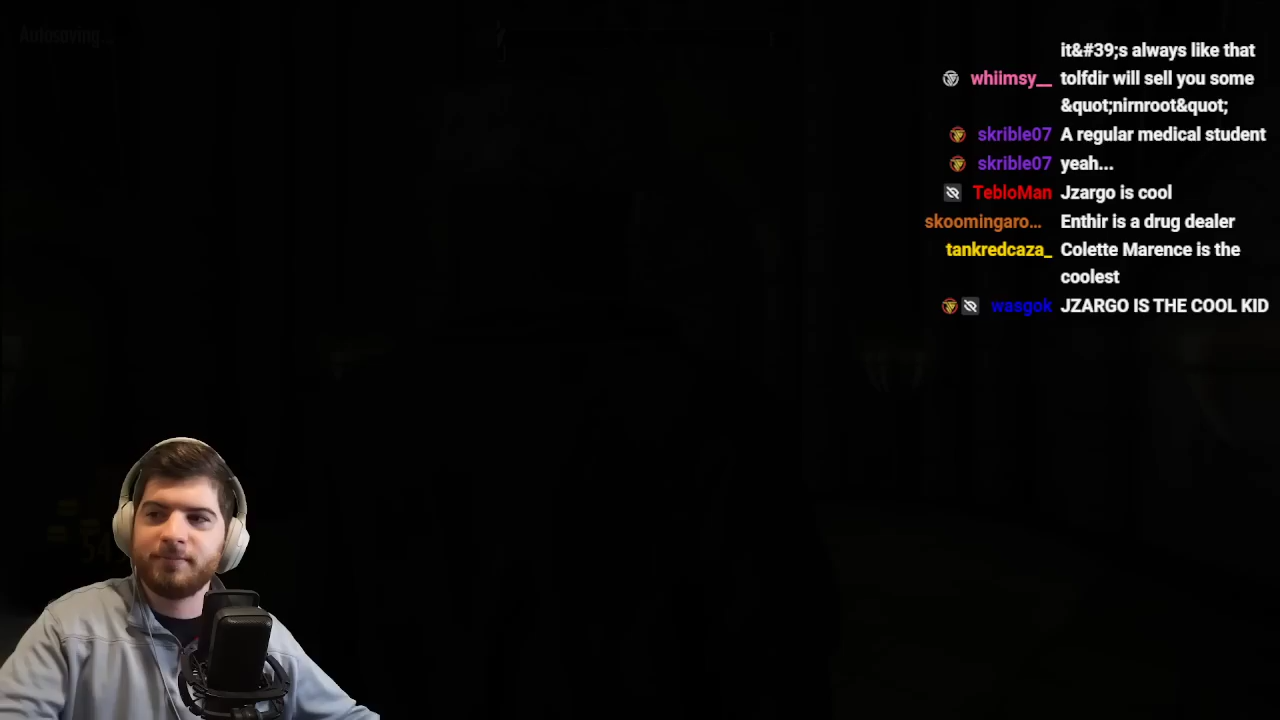 Autosaving...
it&#39;s always like that
whiimsy__ tolfdir will sell you some
&quot;nirnroot&quot;
skrible07 A regular medical student
skrible07 yeah...
TebloMan Jzargo is cool
skoomingaro... Enthir is a drug dealer
tankredcaza_ Colette Marence is the
coolest
wasgok JZARGO IS THE COOL KID